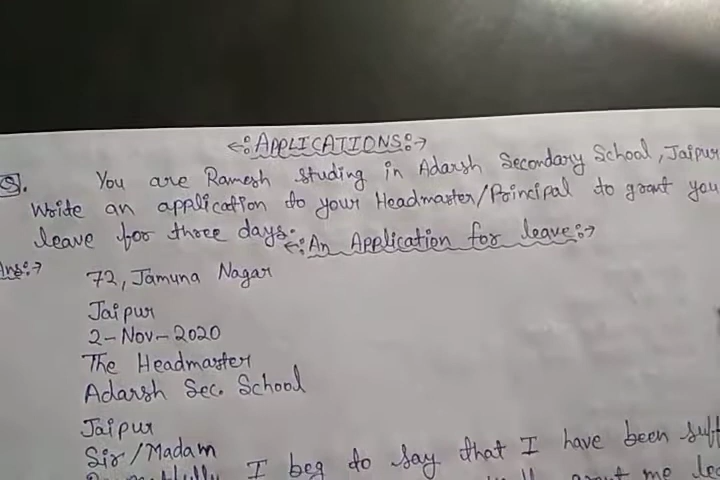 ←:APPLICATIONS:→
Q. You are Ramesh studing in Adarsh Secondary School, Jaipur
Write an application to your Headmaster/Principal to grant you
leave for three days.
←:An Application for leave:→
Ans:→ 72, Jamuna Nagar
Jaipur
2-Nov-2020
The Headmaster
Adarsh Sec. School
Jaipur
Sir/Madam
I beg to say that I have been
grant me